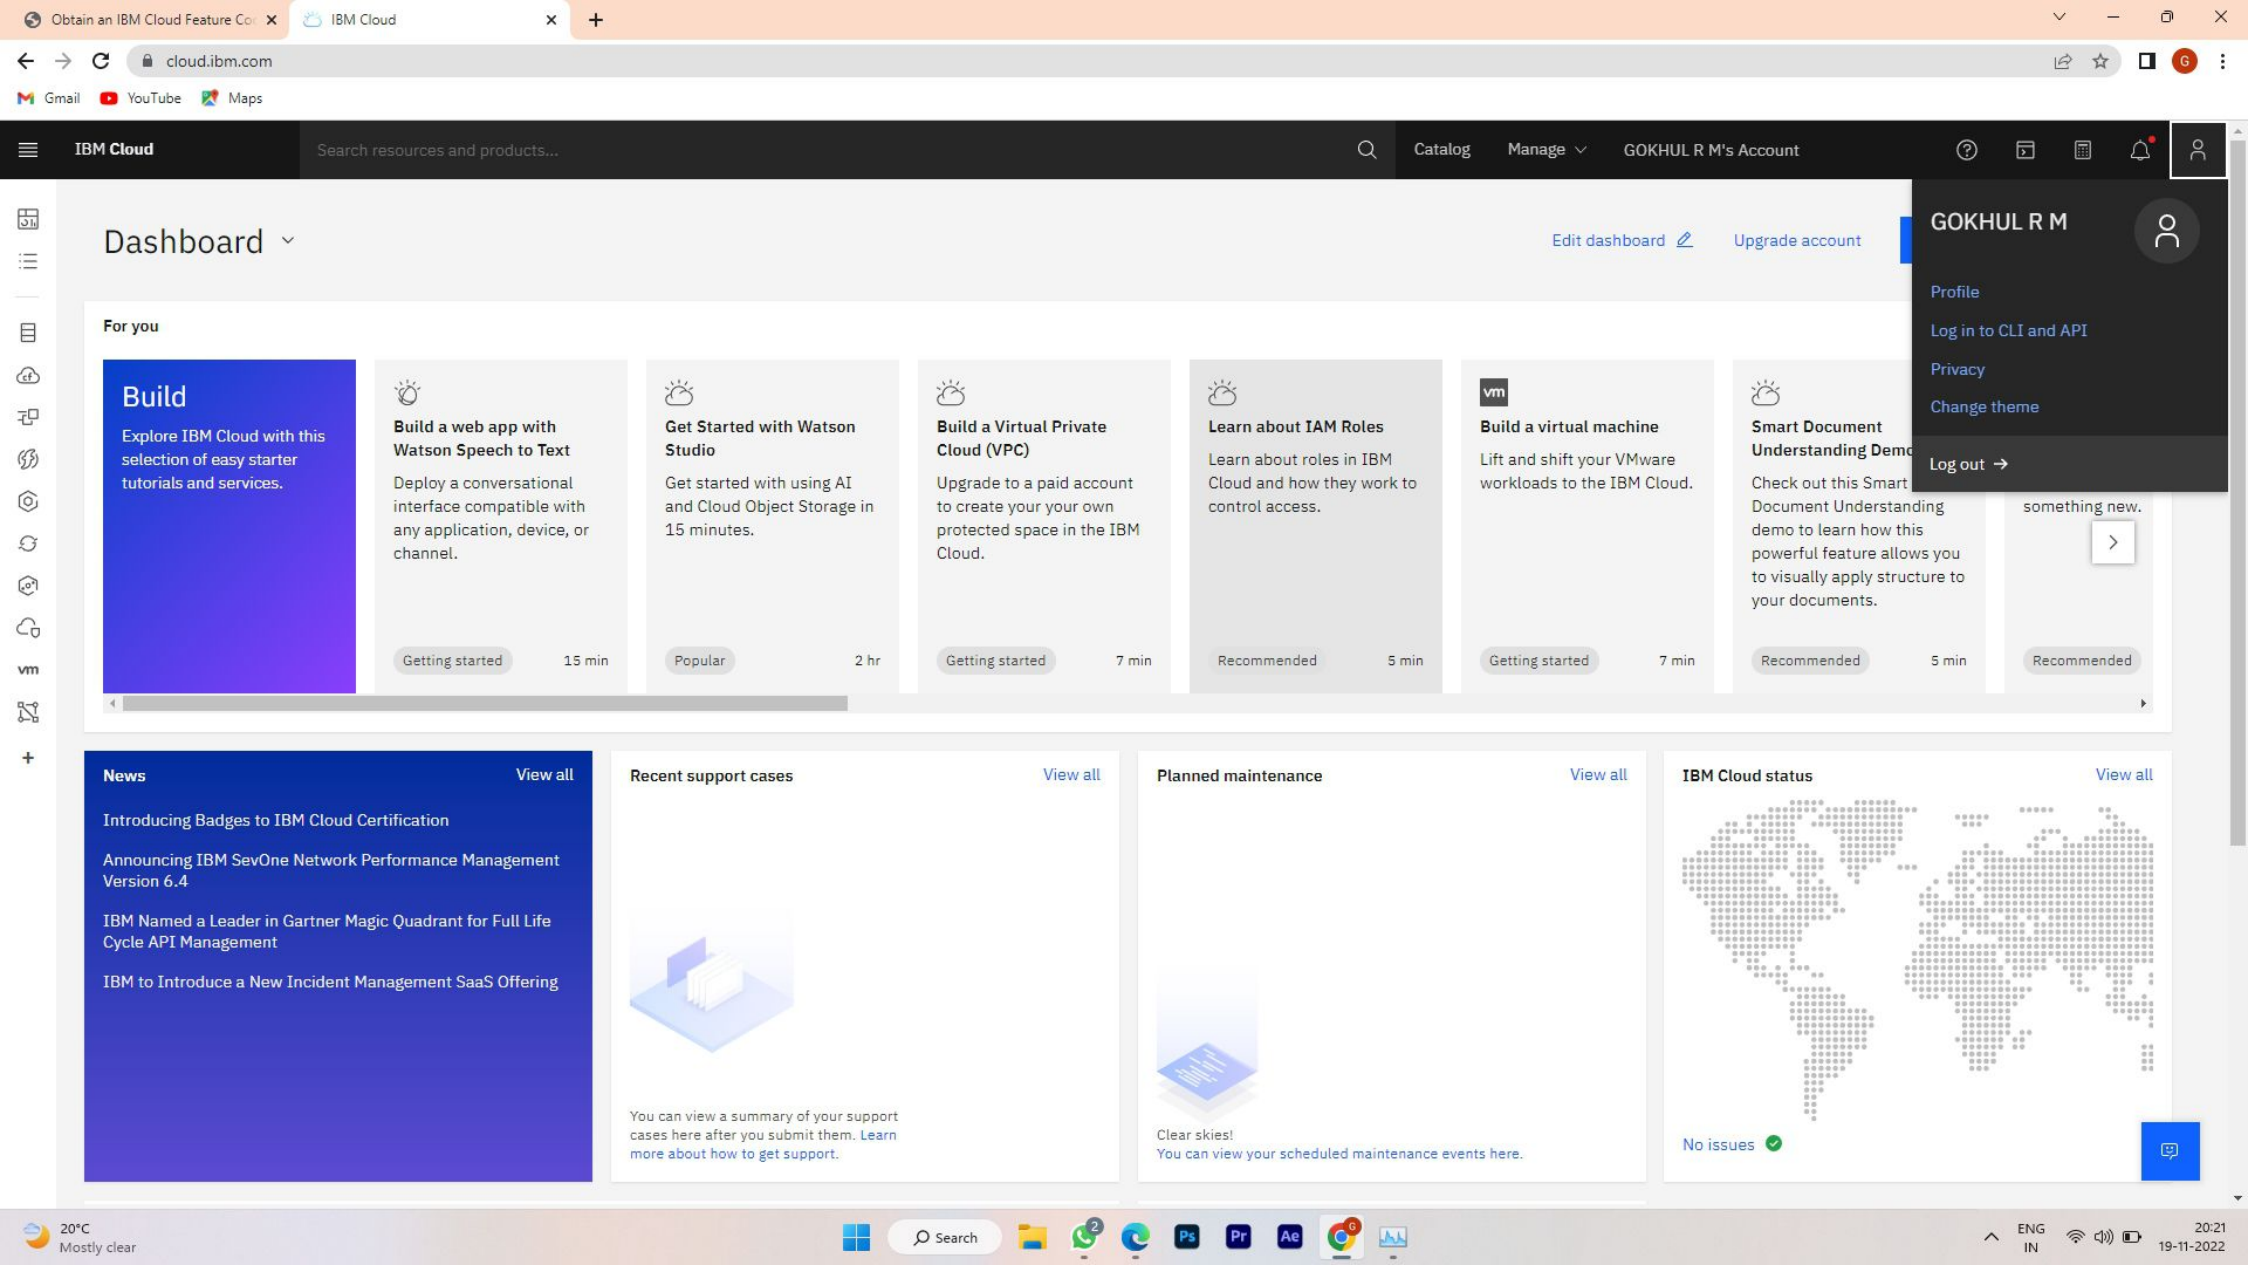 Obtain an IBM Cloud Feature Co
IBM Cloud
cloud.ibm.com
G
Gmail
YouTube
Maps
IBM Cloud
Search resources and products...
Catalog
Manage
GOKHUL R M's Account
Dashboard
Edit dashboard
Upgrade account
GOKHUL R M
Profile
Log in to CLI and API
Privacy
Change theme
Log out →
For you
Build
Explore IBM Cloud with this
selection of easy starter
tutorials and services.
Build a web app with
Watson Speech to Text
Deploy a conversational
interface compatible with
any application, device, or
channel.
Getting started
15 min
Get Started with Watson
Studio
Get started with using AI
and Cloud Object Storage in
15 minutes.
Popular
2 hr
Build a Virtual Private
Cloud (VPC)
Upgrade to a paid account
to create your your own
protected space in the IBM
Cloud.
Getting started
7 min
Learn about IAM Roles
Learn about roles in IBM
Cloud and how they work to
control access.
Recommended
5 min
vm
Build a virtual machine
Lift and shift your VMware
workloads to the IBM Cloud.
Getting started
7 min
Smart Document
Understanding Demo
Check out this Smart
Document Understanding
demo to learn how this
powerful feature allows you
to visually apply structure to
your documents.
Recommended
5 min
something new.
Recommended
vm
News
View all
Introducing Badges to IBM Cloud Certification
Announcing IBM SevOne Network Performance Management
Version 6.4
IBM Named a Leader in Gartner Magic Quadrant for Full Life
Cycle API Management
IBM to Introduce a New Incident Management SaaS Offering
Recent support cases
View all
You can view a summary of your support
cases here after you submit them. Learn
more about how to get support.
Planned maintenance
View all
Clear skies!
You can view your scheduled maintenance events here.
IBM Cloud status
View all
No issues
20°C
Mostly clear
Search
2
Ps
Pr
Ae
G
ENG
IN
20:21
19-11-2022